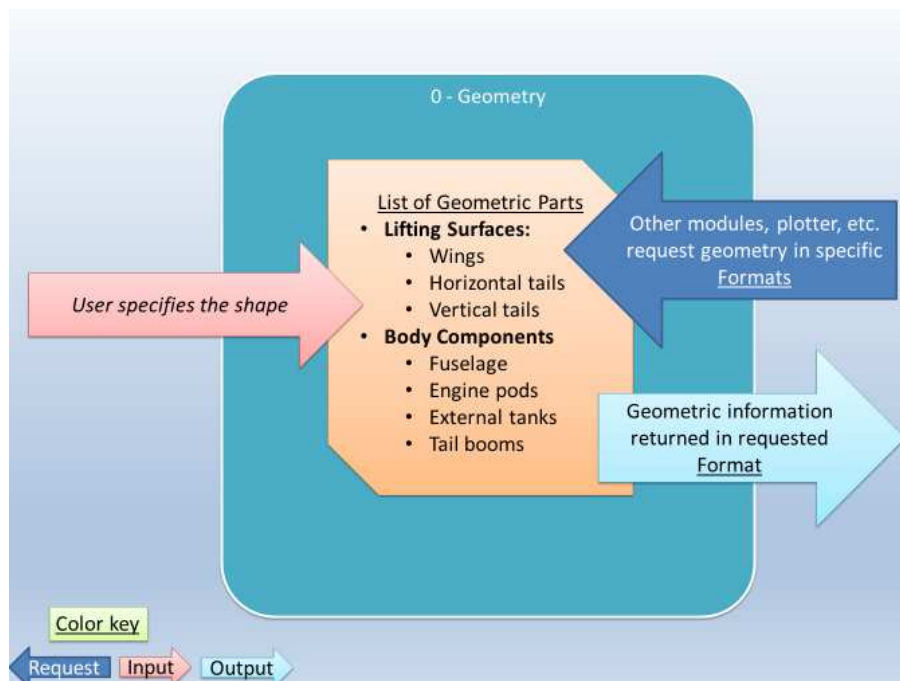 0 - Geometry
List of Geometric Parts
• Lifting Surfaces:
• Wings
• Horizontal tails
• Vertical tails
• Body Components
• Fuselage
• Engine pods
• External tanks
• Tail booms
User specifies the shape
Other modules, plotter, etc.
request geometry in specific
Formats
Geometric information
returned in requested
Format
Color key
Request
Input
Output